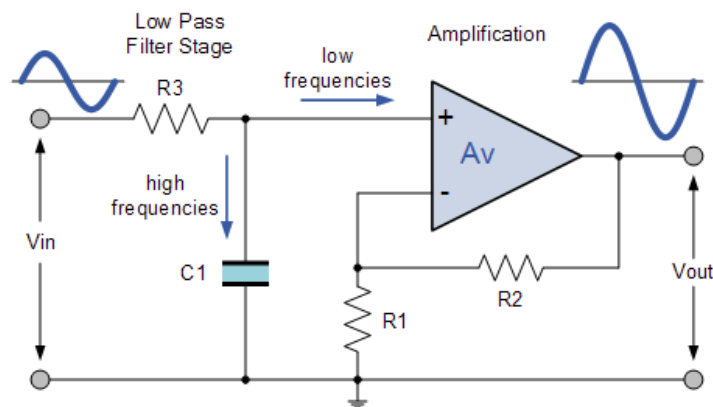 Low Pass
Filter Stage
Amplification
low
frequencies
R3
+
Av
-
high
frequencies
Vin
C1
R2
Vout
R1